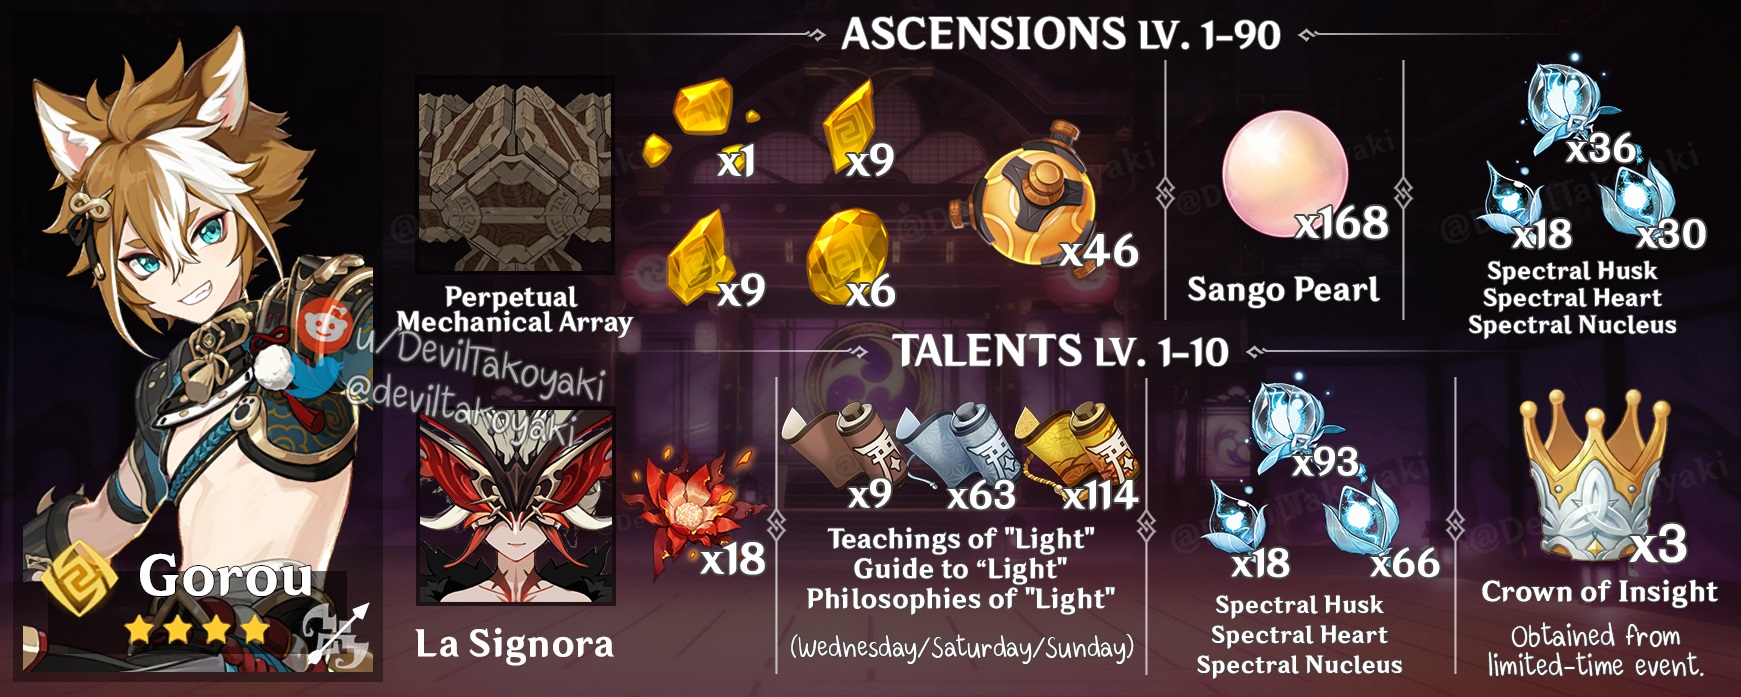 ASCENSIONS LV. 1-90
x1
x9
x9
x6
x46
Perpetual
Mechanical Array
x168
Sango Pearl
x36
x18
x30
Spectral Husk
Spectral Heart
Spectral Nucleus
u/DevilTakoyaki
@deviltakoyaki
TALENTS LV. 1-10
x18
La Signora
x9
x63
x114
Teachings of "Light"
Guide to “Light"
Philosophies of "Light"
(Wednesday/Saturday/Sunday)
x93
x18
x66
Spectral Husk
Spectral Heart
Spectral Nucleus
x3
Crown of Insight
Obtained from
limited-time event.
Gorou